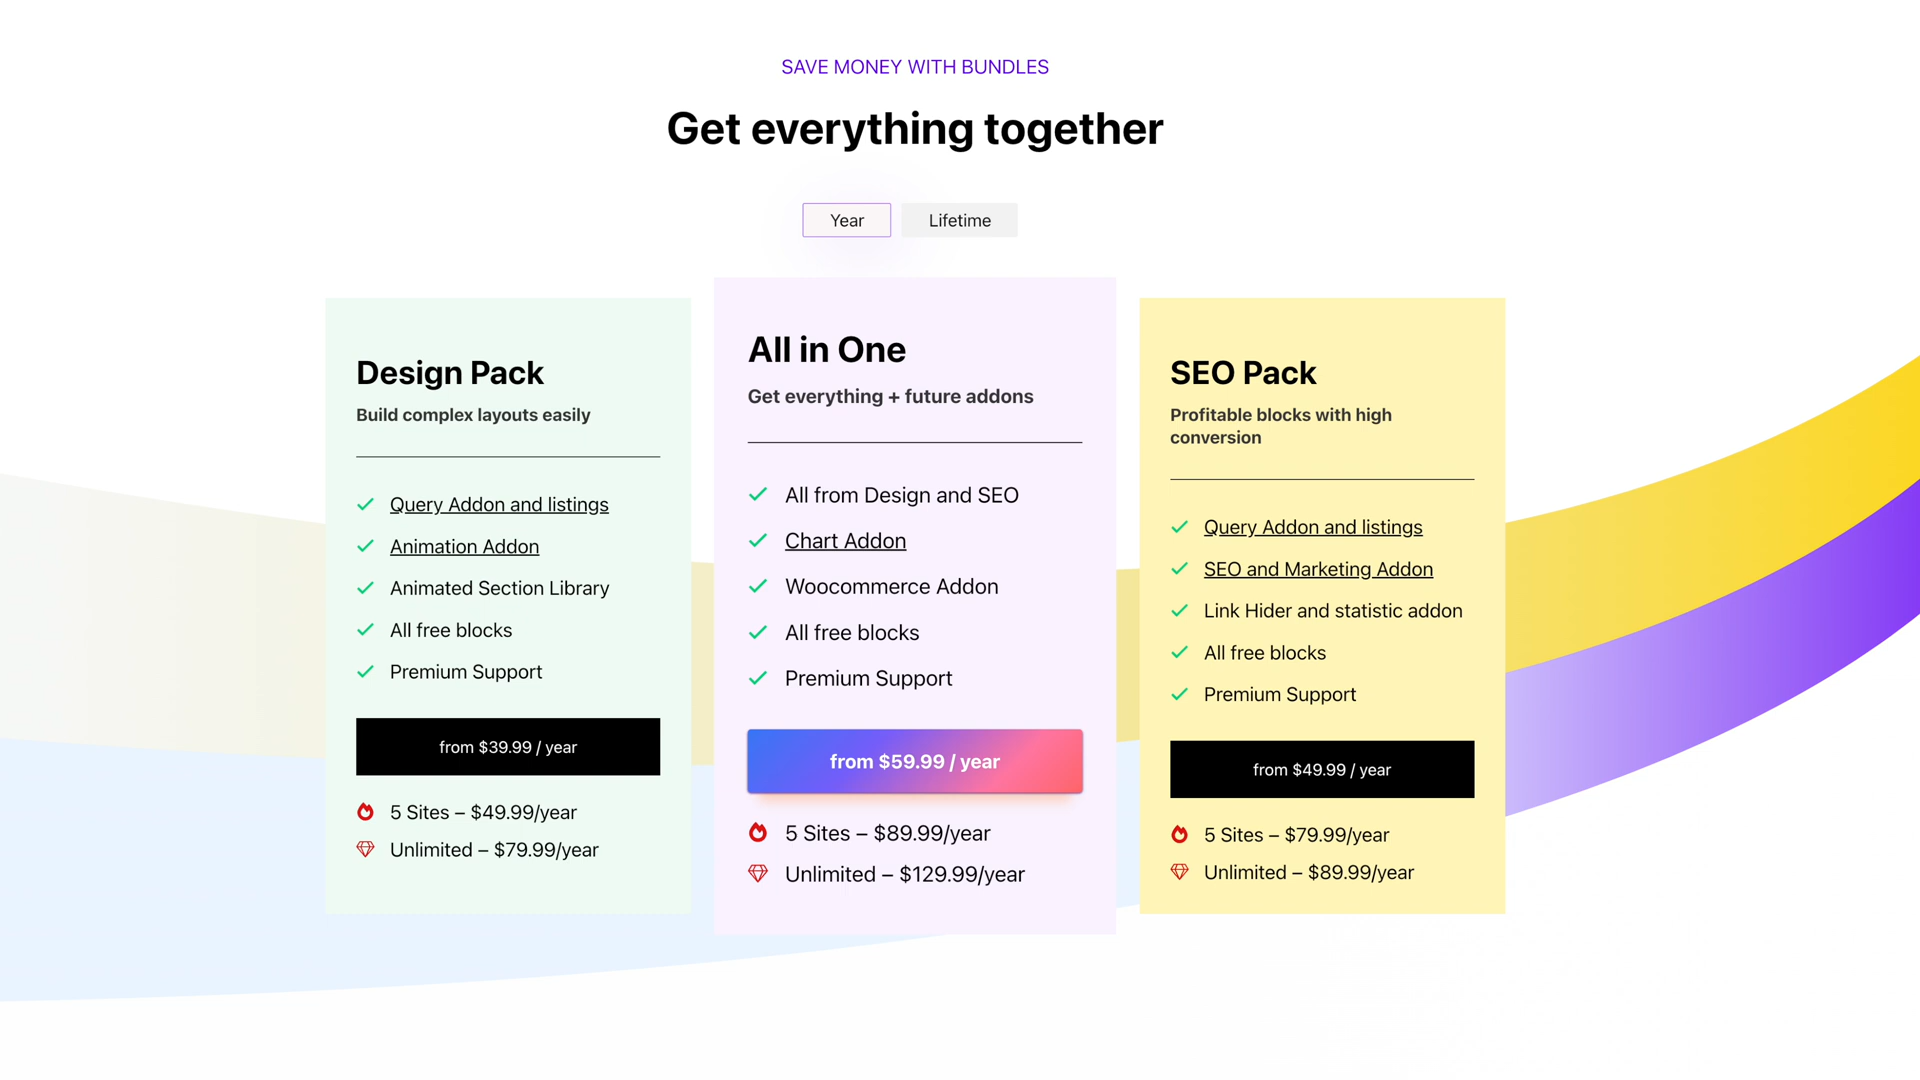 SAVE MONEY WITH BUNDLES
Get everything together
Year
Lifetime
Design Pack
Build complex layouts easily
Query Addon and listings
Animation Addon
Animated Section Library
All free blocks
Premium Support
from $39.99 / year
5 Sites – $49.99/year
Unlimited – $79.99/year
All in One
Get everything + future addons
All from Design and SEO
Chart Addon
Woocommerce Addon
All free blocks
Premium Support
from $59.99 / year
5 Sites – $89.99/year
Unlimited – $129.99/year
SEO Pack
Profitable blocks with high
conversion
Query Addon and listings
SEO and Marketing Addon
Link Hider and statistic addon
All free blocks
Premium Support
from $49.99 / year
5 Sites – $79.99/year
Unlimited – $89.99/year